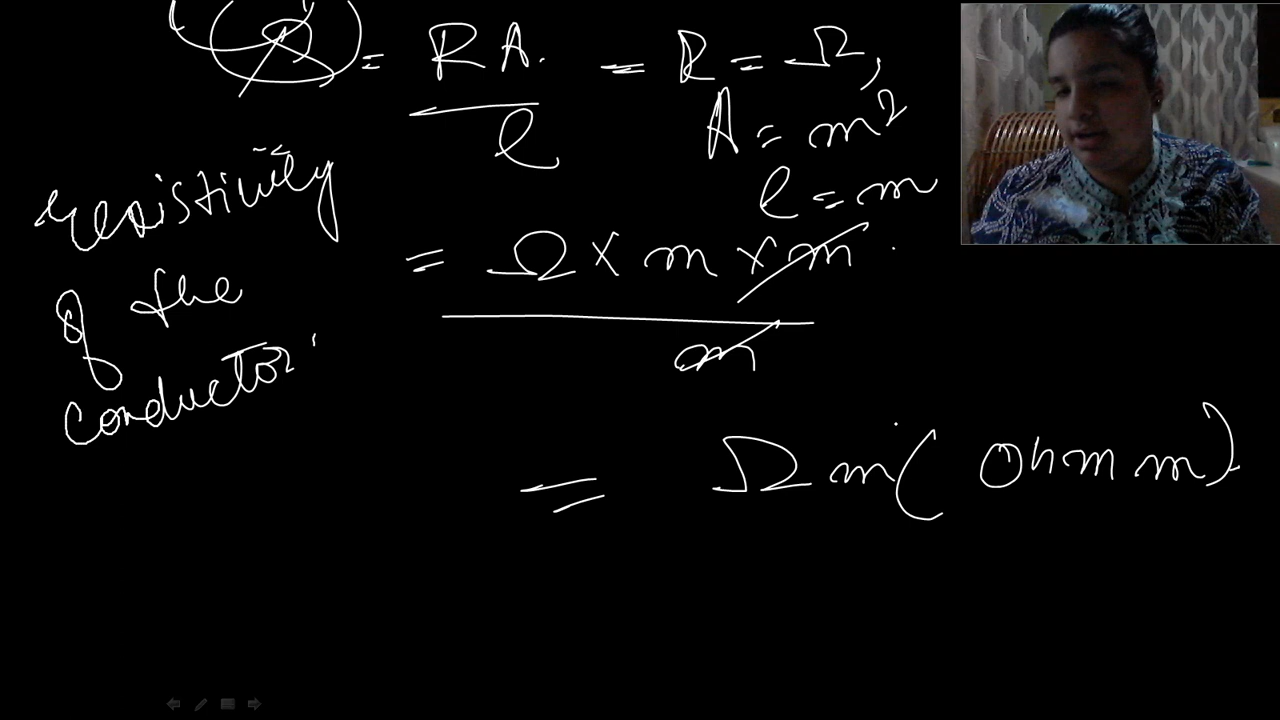 = RA. = R = Ω,
l A = m²
l = m
resistivity
of the
conductor
= Ω × m × m
m
= Ω m ( Ohm m )